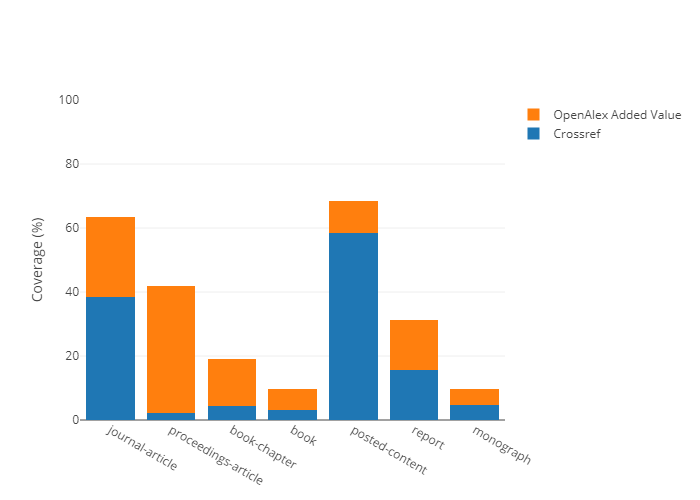 100
80
60
40
20
0
Coverage (%)
journal-article
proceedings-article
book-chapter
book
posted-content
report
monograph
OpenAlex Added Value
Crossref